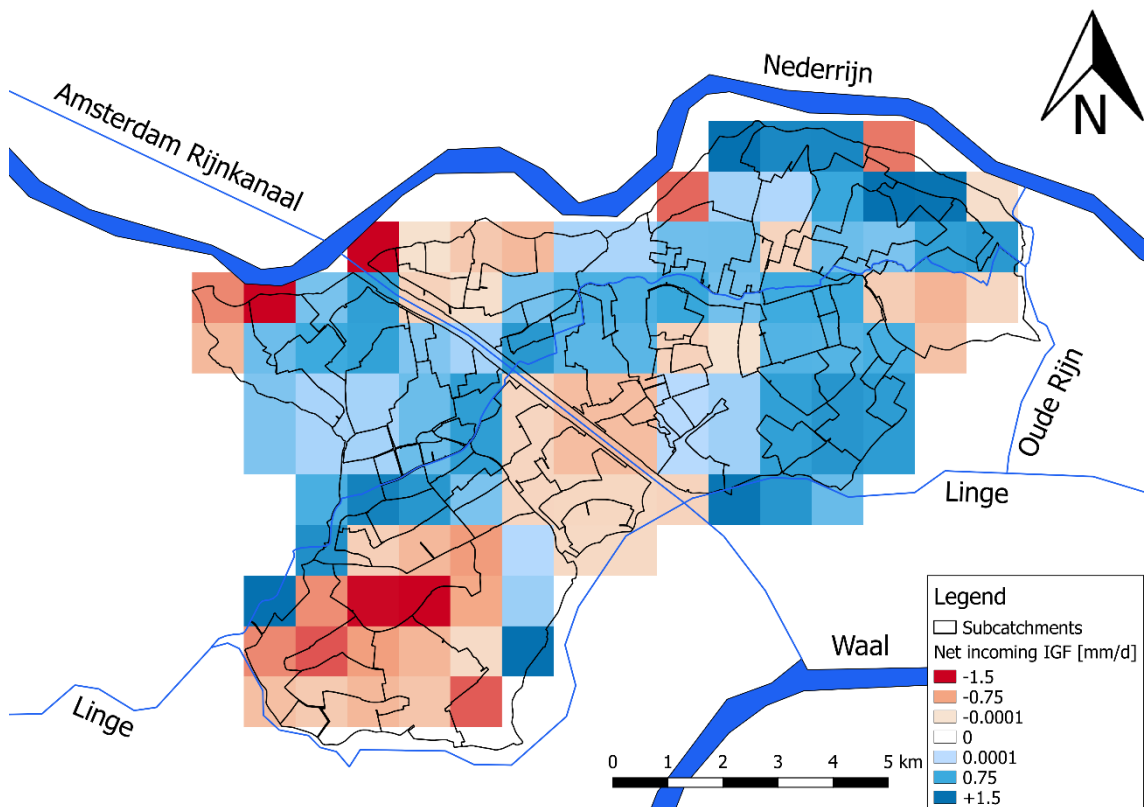 Nederrijn
N
Amsterdam Rijnkanaal
Oude Rijn
Linge
Waal
Linge
0 1 2 3 4 5 km
Legend
Subcatchments
Net incoming IGF [mm/d]
-1.5
-0.75
-0.0001
0
0.0001
0.75
+1.5